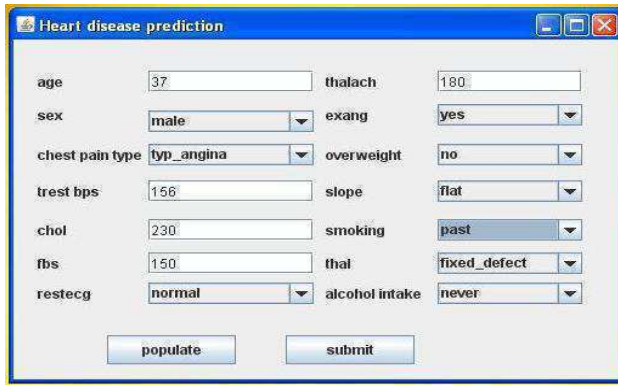 Heart disease prediction
age 37 thalach 180
sex male exang yes
chest pain type typ_angina overweight no
trest bps 156 slope flat
chol 230 smoking past
fbs 150 thal fixed_defect
restecg normal alcohol intake never
populate submit